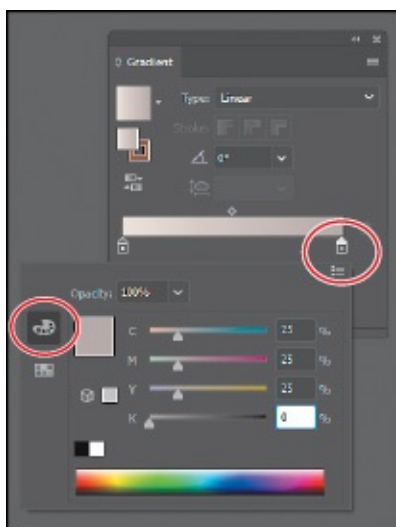 Gradient
Type: Linear
Stroke:
0°
Opacity: 100%
C 25 %
M 25 %
Y 25 %
K 0 %